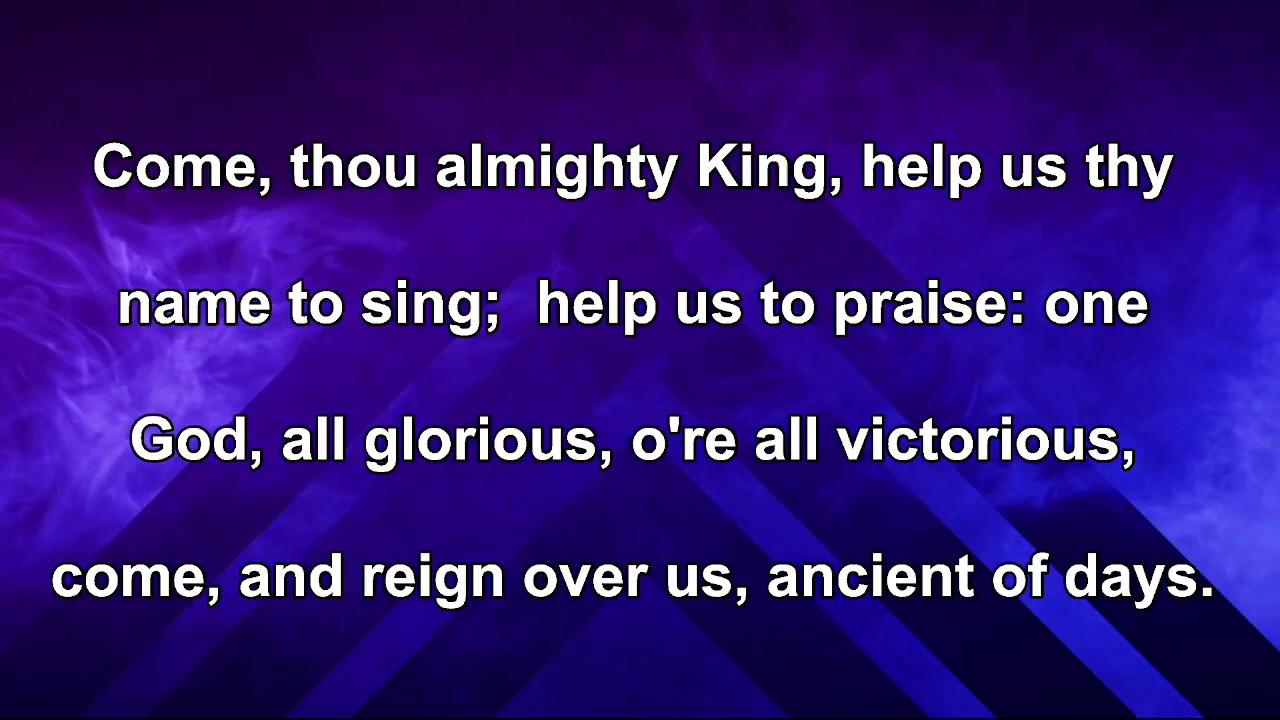 Come, thou almighty King, help us thy
name to sing;  help us to praise: one
God, all glorious, o're all victorious,
come, and reign over us, ancient of days.